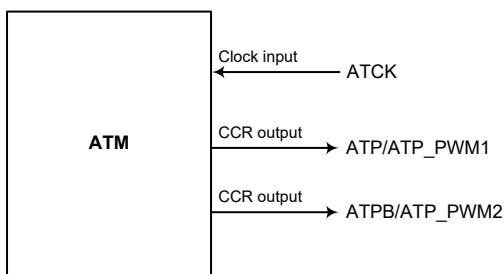 Clock input
ATCK
ATM
CCR output
ATP/ATP_PWM1
CCR output
ATPB/ATP_PWM2